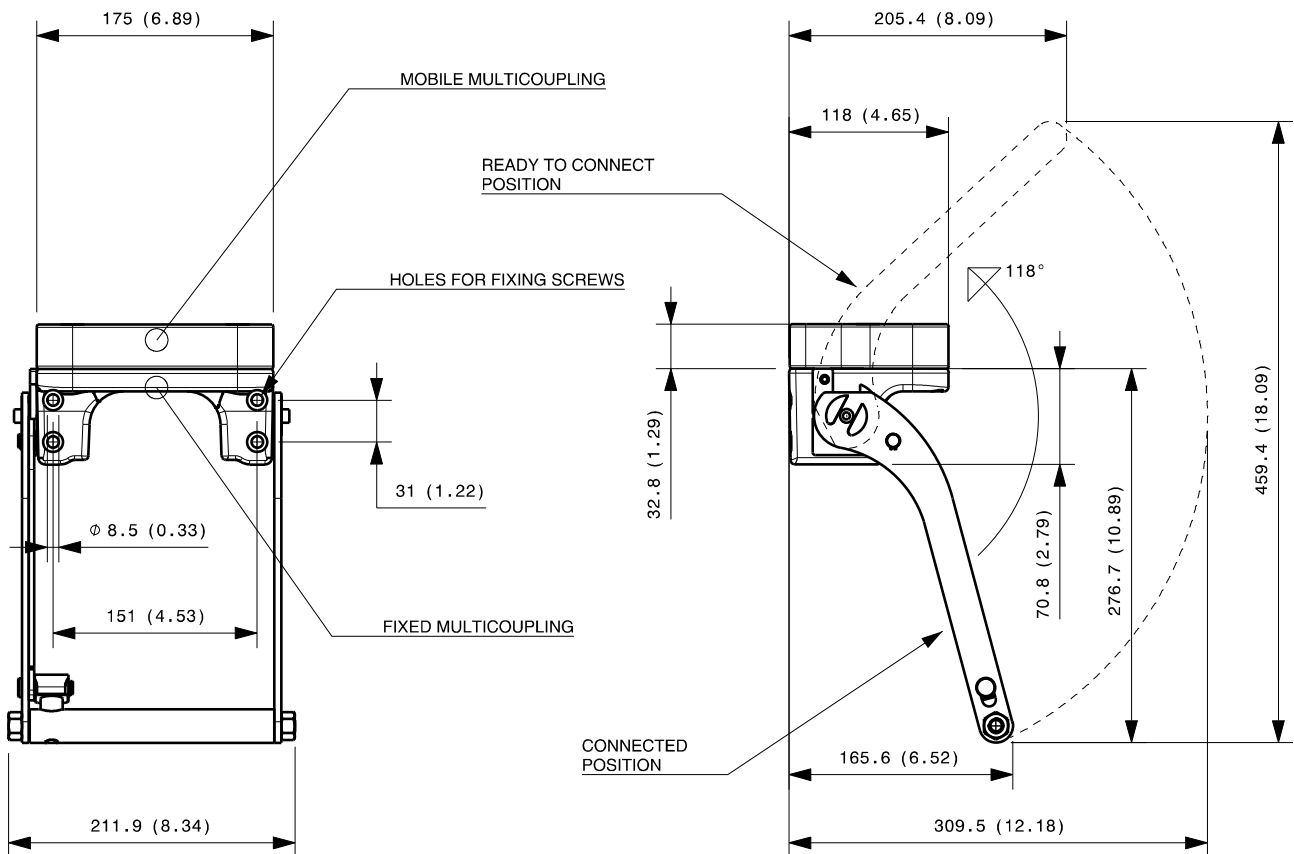 175 (6.89)
205.4 (8.09)
MOBILE MULTICOUPLING
118 (4.65)
READY TO CONNECT
POSITION
HOLES FOR FIXING SCREWS
118°
32.8 (1.29)
459.4 (18.09)
31 (1.22)
⌀ 8.5 (0.33)
70.8 (2.79)
276.7 (10.89)
151 (4.53)
FIXED MULTICOUPLING
CONNECTED
POSITION
165.6 (6.52)
211.9 (8.34)
309.5 (12.18)